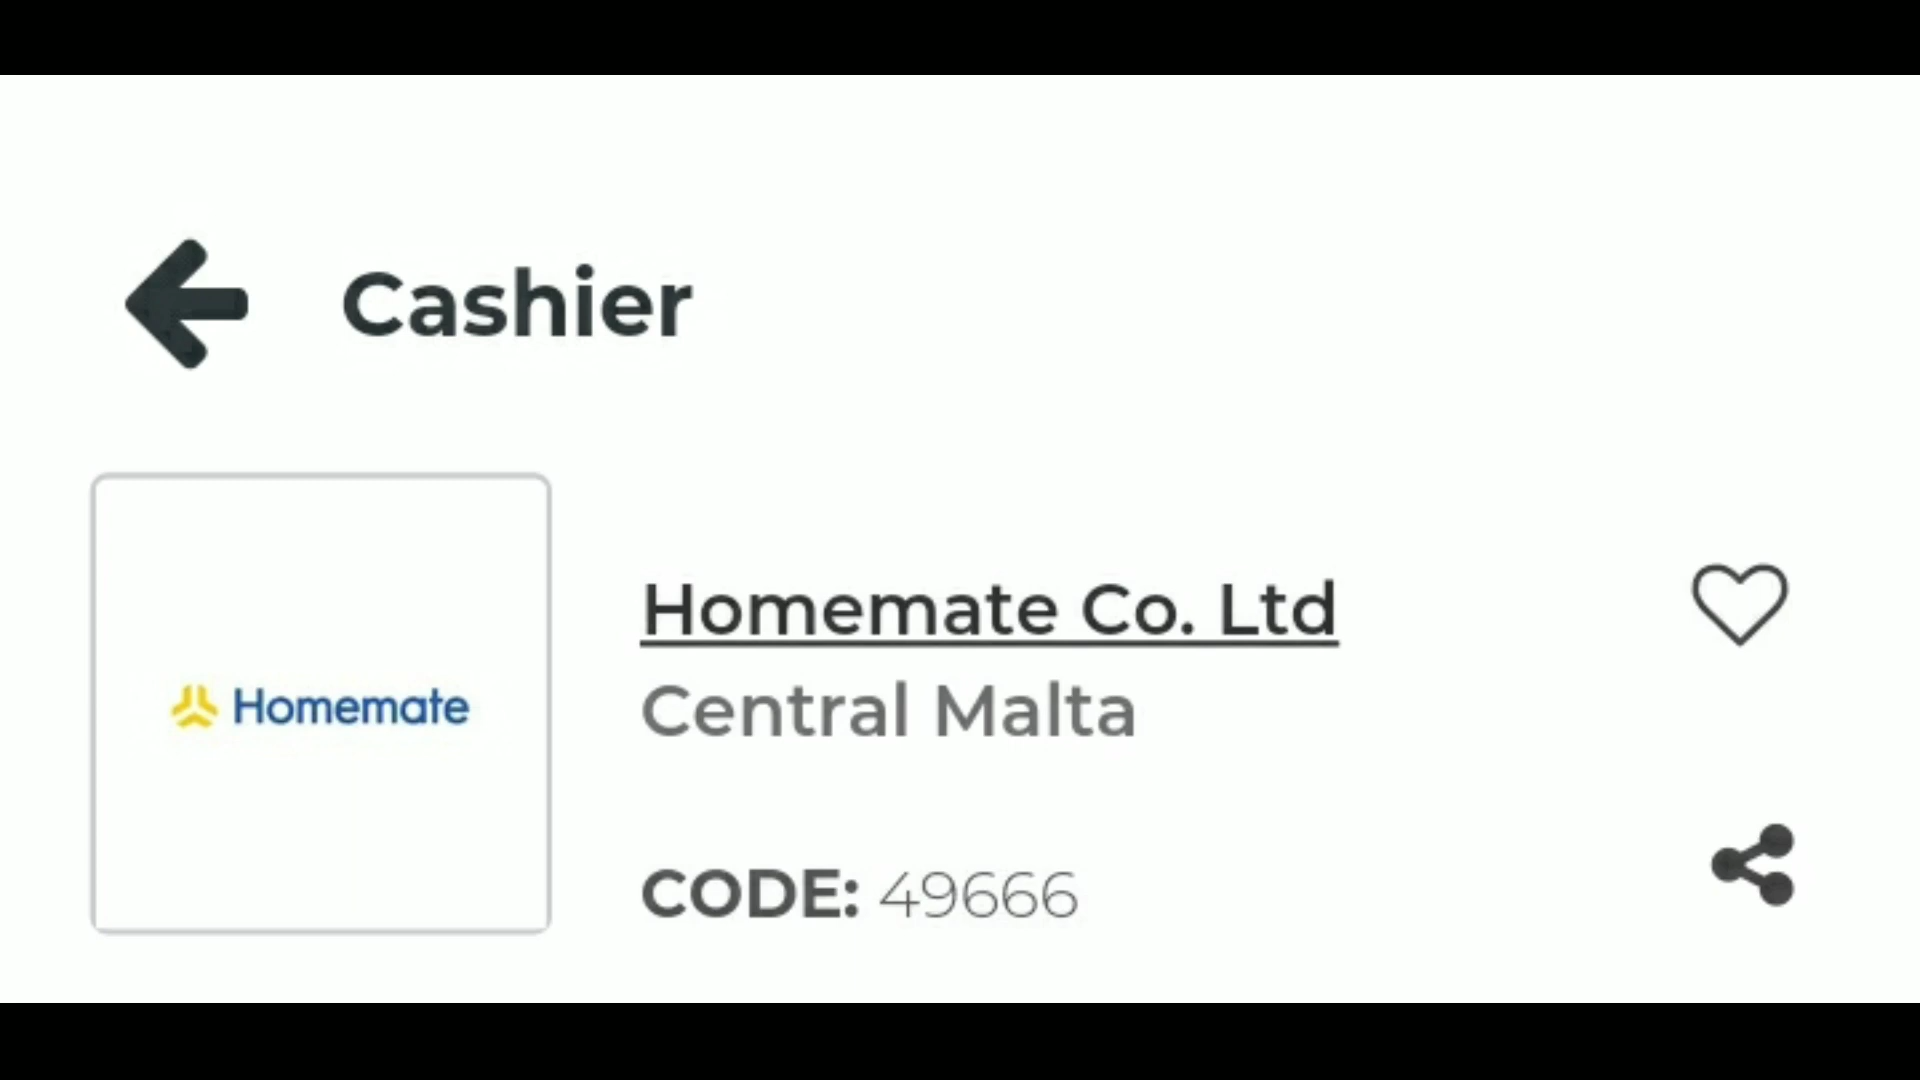 Cashier
Homemate
Homemate Co. Ltd
Central Malta
CODE: 49666